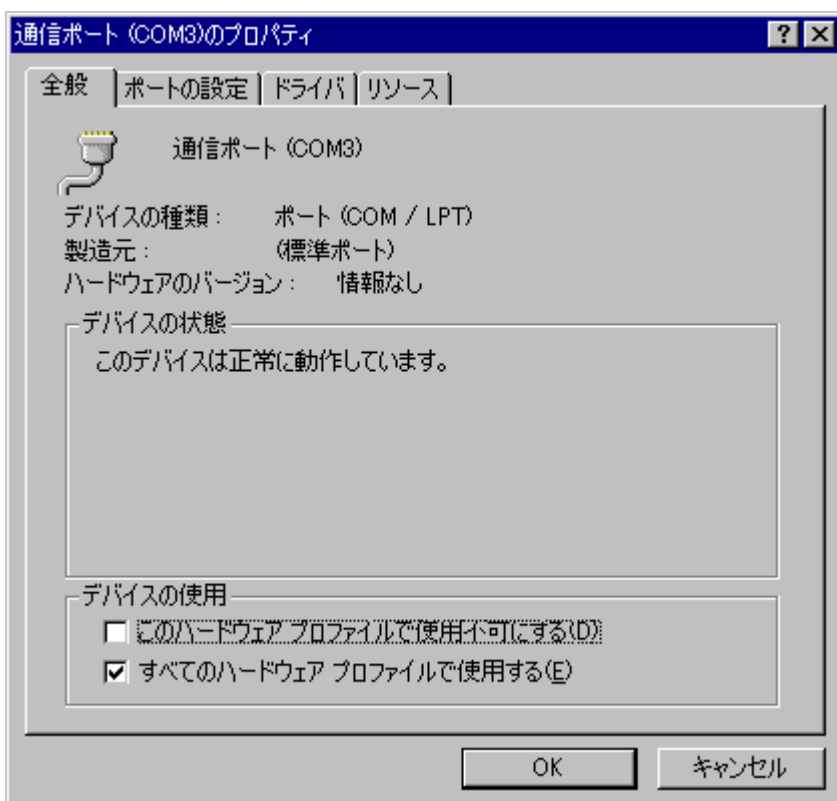 通信ポート (COM3)のプロパティ
全般 ポートの設定 ドライバ リソース
通信ポート (COM3)
デバイスの種類: ポート (COM / LPT)
製造元: (標準ポート)
ハードウェアのバージョン: 情報なし
デバイスの状態
このデバイスは正常に動作しています。
デバイスの使用
このハードウェア プロファイルで使用不可にする(D)
すべてのハードウェア プロファイルで使用する(E)
OK キャンセル